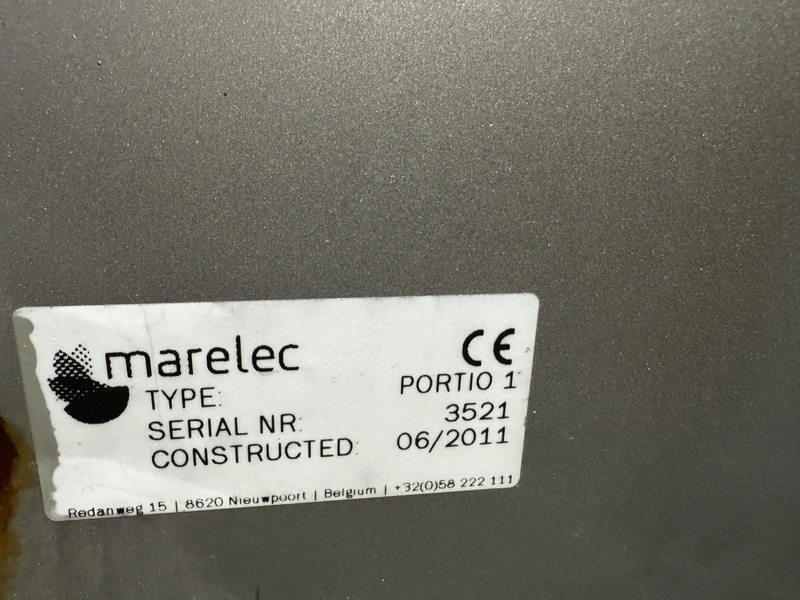 marelec CE
TYPE: PORTIO 1
SERIAL NR: 3521
CONSTRUCTED: 06/2011
Redanweg 15 | 8620 Nieuwpoort | Belgium | +32(0)58 222 111